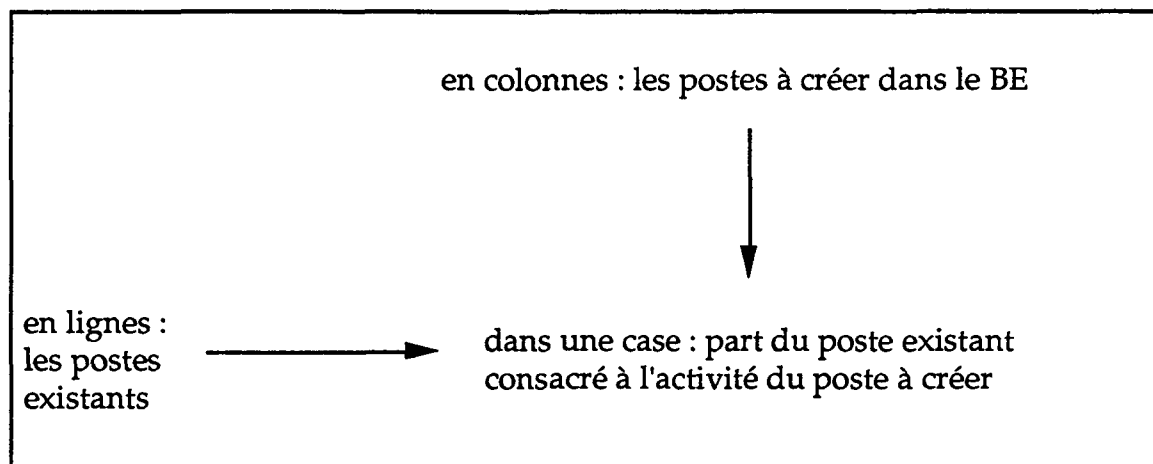 en colonnes : les postes à créer dans le BE
en lignes :
les postes
existants
dans une case : part du poste existant
consacré à l'activité du poste à créer